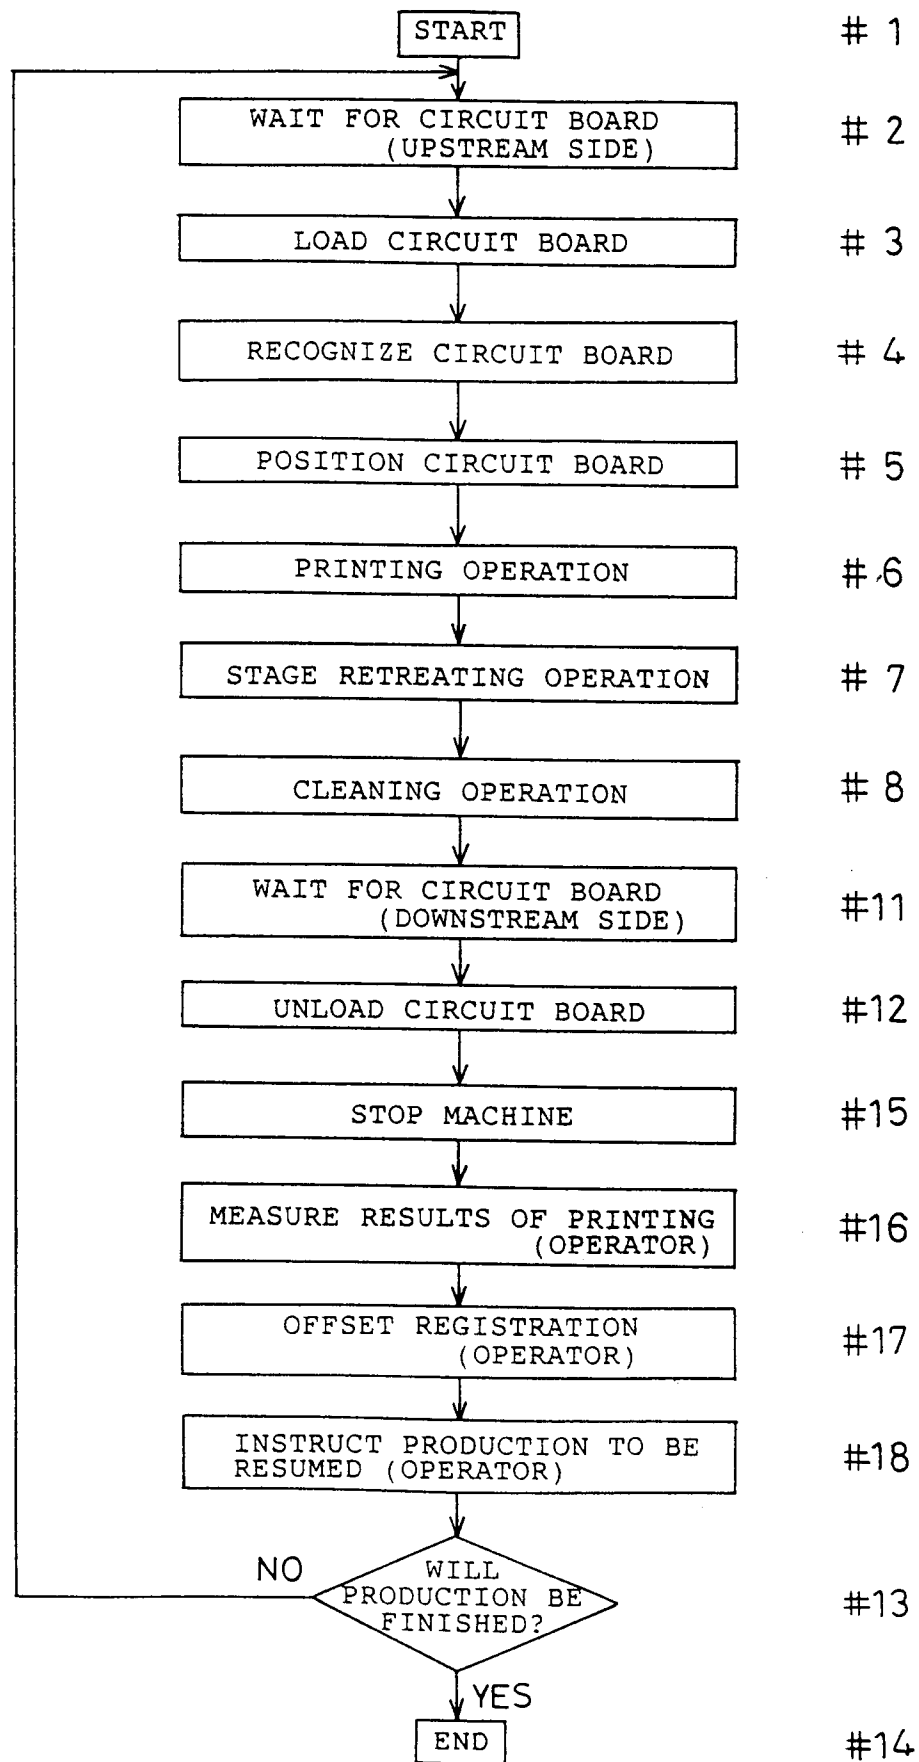 START # 1
WAIT FOR CIRCUIT BOARD # 2
(UPSTREAM SIDE)
LOAD CIRCUIT BOARD # 3
RECOGNIZE CIRCUIT BOARD # 4
POSITION CIRCUIT BOARD # 5
PRINTING OPERATION # 6
STAGE RETREATING OPERATION # 7
CLEANING OPERATION # 8
WAIT FOR CIRCUIT BOARD #11
(DOWNSTREAM SIDE)
UNLOAD CIRCUIT BOARD #12
STOP MACHINE #15
MEASURE RESULTS OF PRINTING #16
(OPERATOR)
OFFSET REGISTRATION #17
(OPERATOR)
INSTRUCT PRODUCTION TO BE #18
RESUMED (OPERATOR)
NO WILL
PRODUCTION BE #13
FINISHED?
YES
END #14